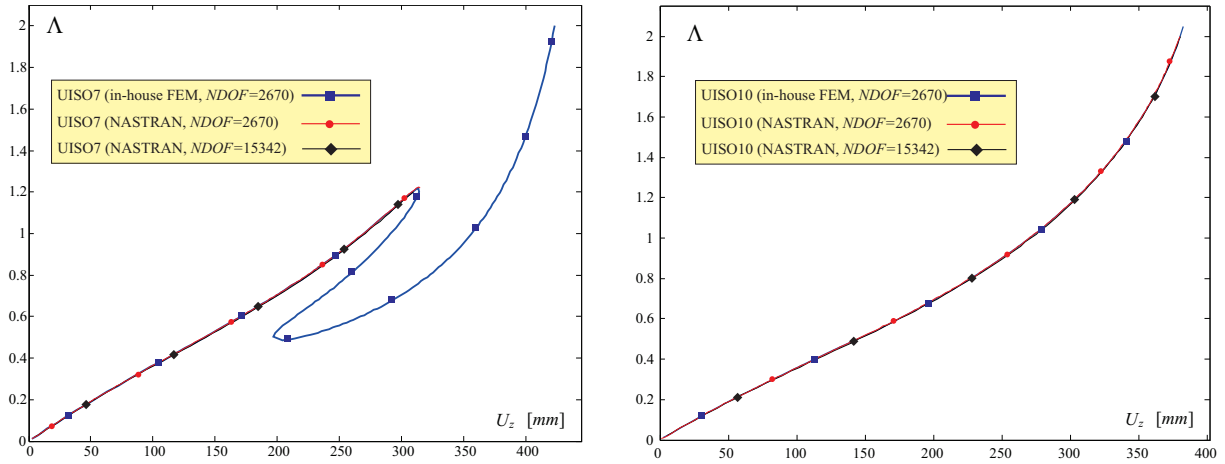 Λ
2
1.8
1.6
1.4
1.2
1
0.8
0.6
0.4
0.2
0
UISO7 (in-house FEM, NDOF=2670)
UISO7 (NASTRAN, NDOF=2670)
UISO7 (NASTRAN, NDOF=15342)
U_z [mm]
0 50 100 150 200 250 300 350 400
Λ
2
1.8
1.6
1.4
1.2
1
0.8
0.6
0.4
0.2
0
UISO10 (in-house FEM, NDOF=2670)
UISO10 (NASTRAN, NDOF=2670)
UISO10 (NASTRAN, NDOF=15342)
U_z [mm]
0 50 100 150 200 250 300 350 400